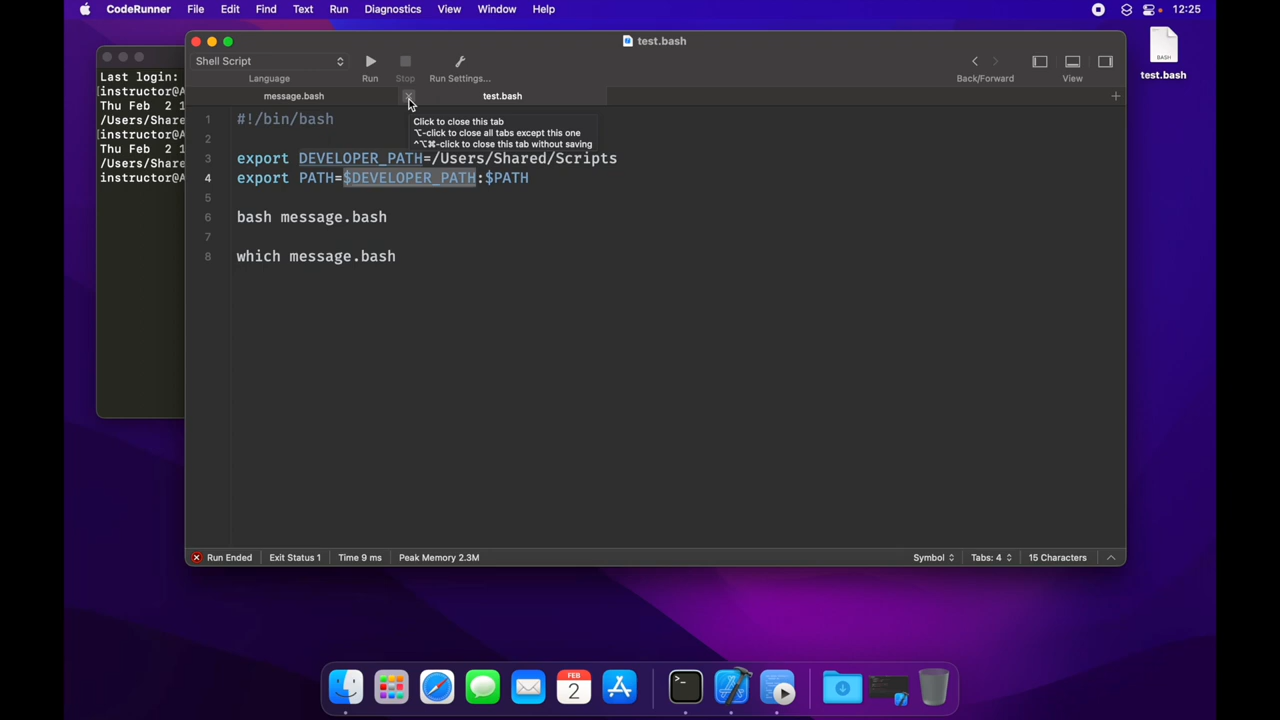 CodeRunner File Edit Find Text Run Diagnostics View Window Help 12:25
test.bash
Shell Script
Language Run Stop Run Settings... Back/Forward View
message.bash test.bash
BASH
test.bash
Last login:
instructor@A
Thu Feb 2 1
/Users/Share
instructor@A
Thu Feb 2 1
/Users/Share
instructor@A
1 #!/bin/bash
Click to close this tab
2 ⌥-click to close all tabs except this one
^⌥⌘-click to close this tab without saving
3 export DEVELOPER_PATH=/Users/Shared/Scripts
4 export PATH=$DEVELOPER_PATH:$PATH
5
6 bash message.bash
7
8 which message.bash
Run Ended Exit Status 1 Time 9 ms Peak Memory 2.3M Symbol Tabs: 4 15 Characters
FEB
2